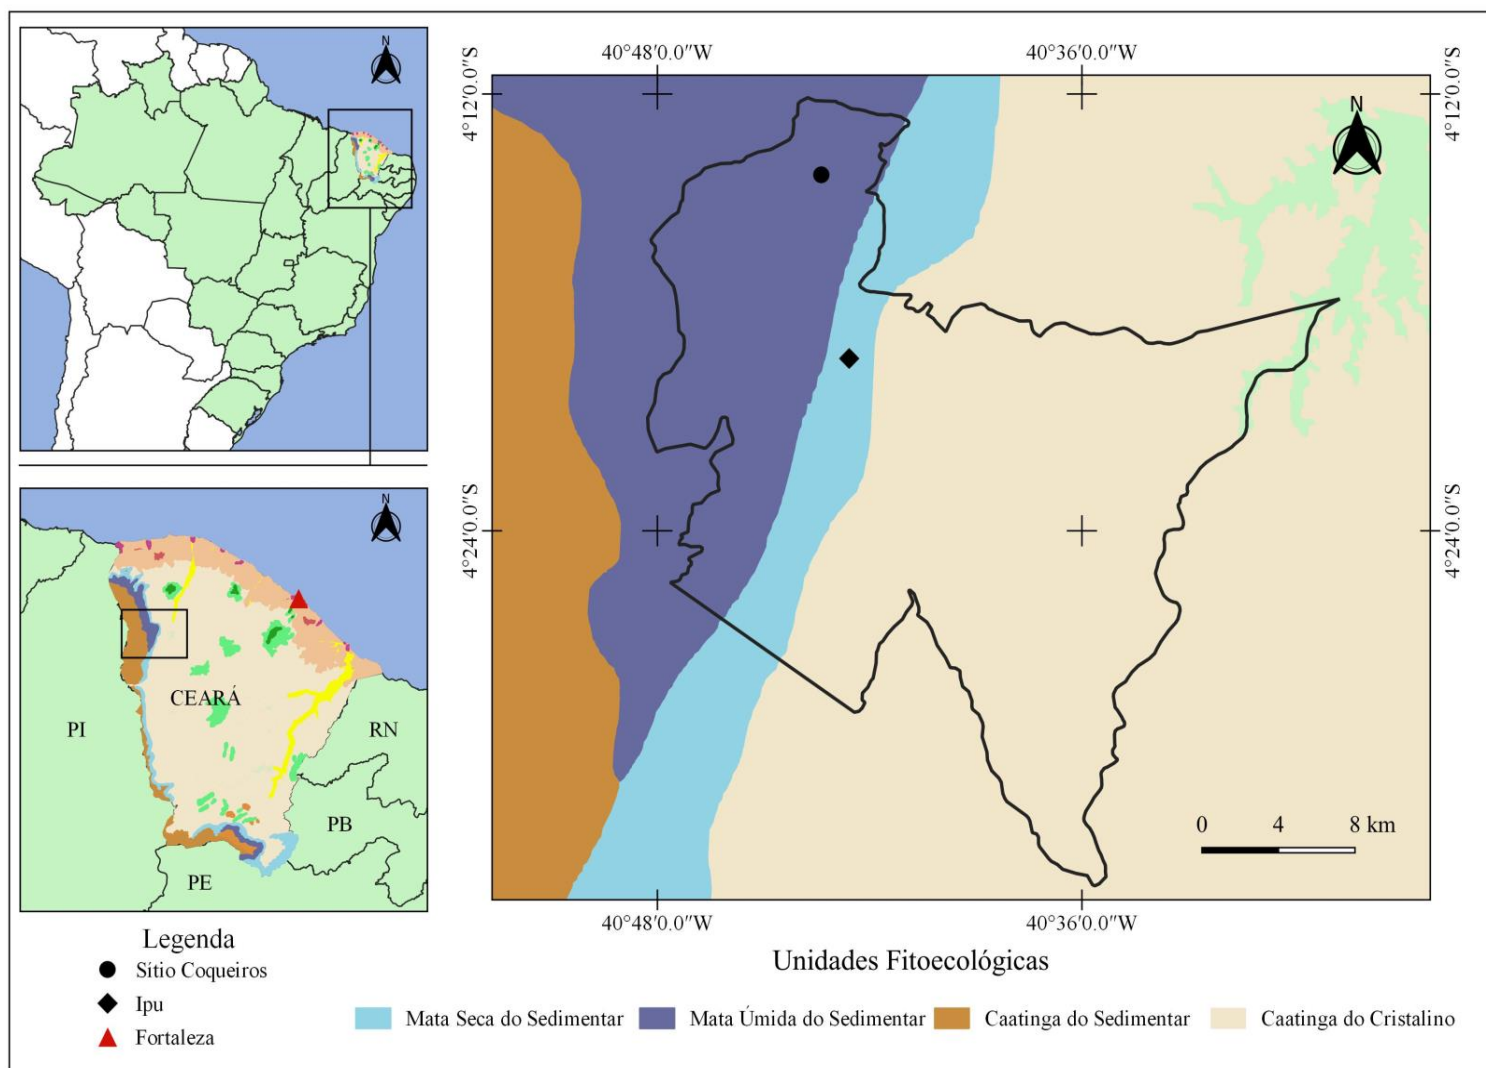 N
40°48'0.0"W
40°36'0.0"W
4°12'0.0"S
4°12'0.0"S
N
4°24'0.0"S
4°24'0.0"S
0 4 8 km
40°48'0.0"W
40°36'0.0"W
N
CEARÁ
PI
RN
PB
PE
Legenda
Sítio Coqueiros
Ipu
Fortaleza
Unidades Fitoecológicas
Mata Seca do Sedimentar
Mata Úmida do Sedimentar
Caatinga do Sedimentar
Caatinga do Cristalino